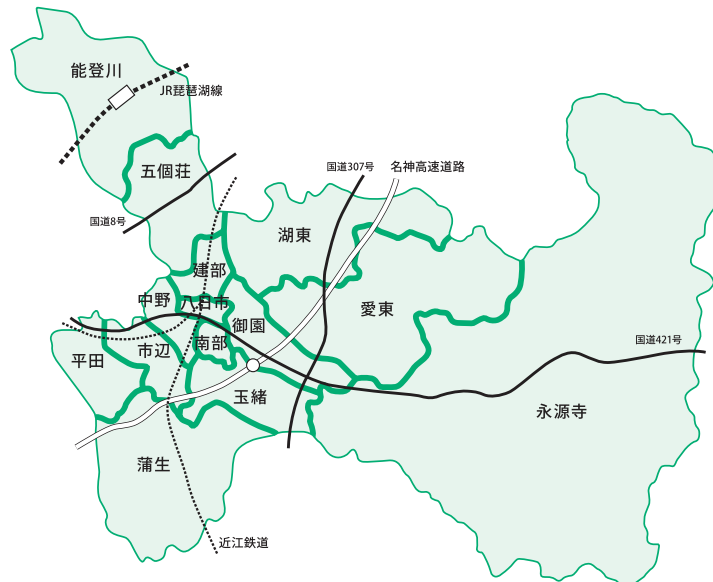 能登川
JR琵琶湖線
五個荘
国道307号
名神高速道路
国道8号
湖東
建部
中野
八日市
愛東
御園
南部
市辺
平田
国道421号
玉緒
永源寺
蒲生
近江鉄道